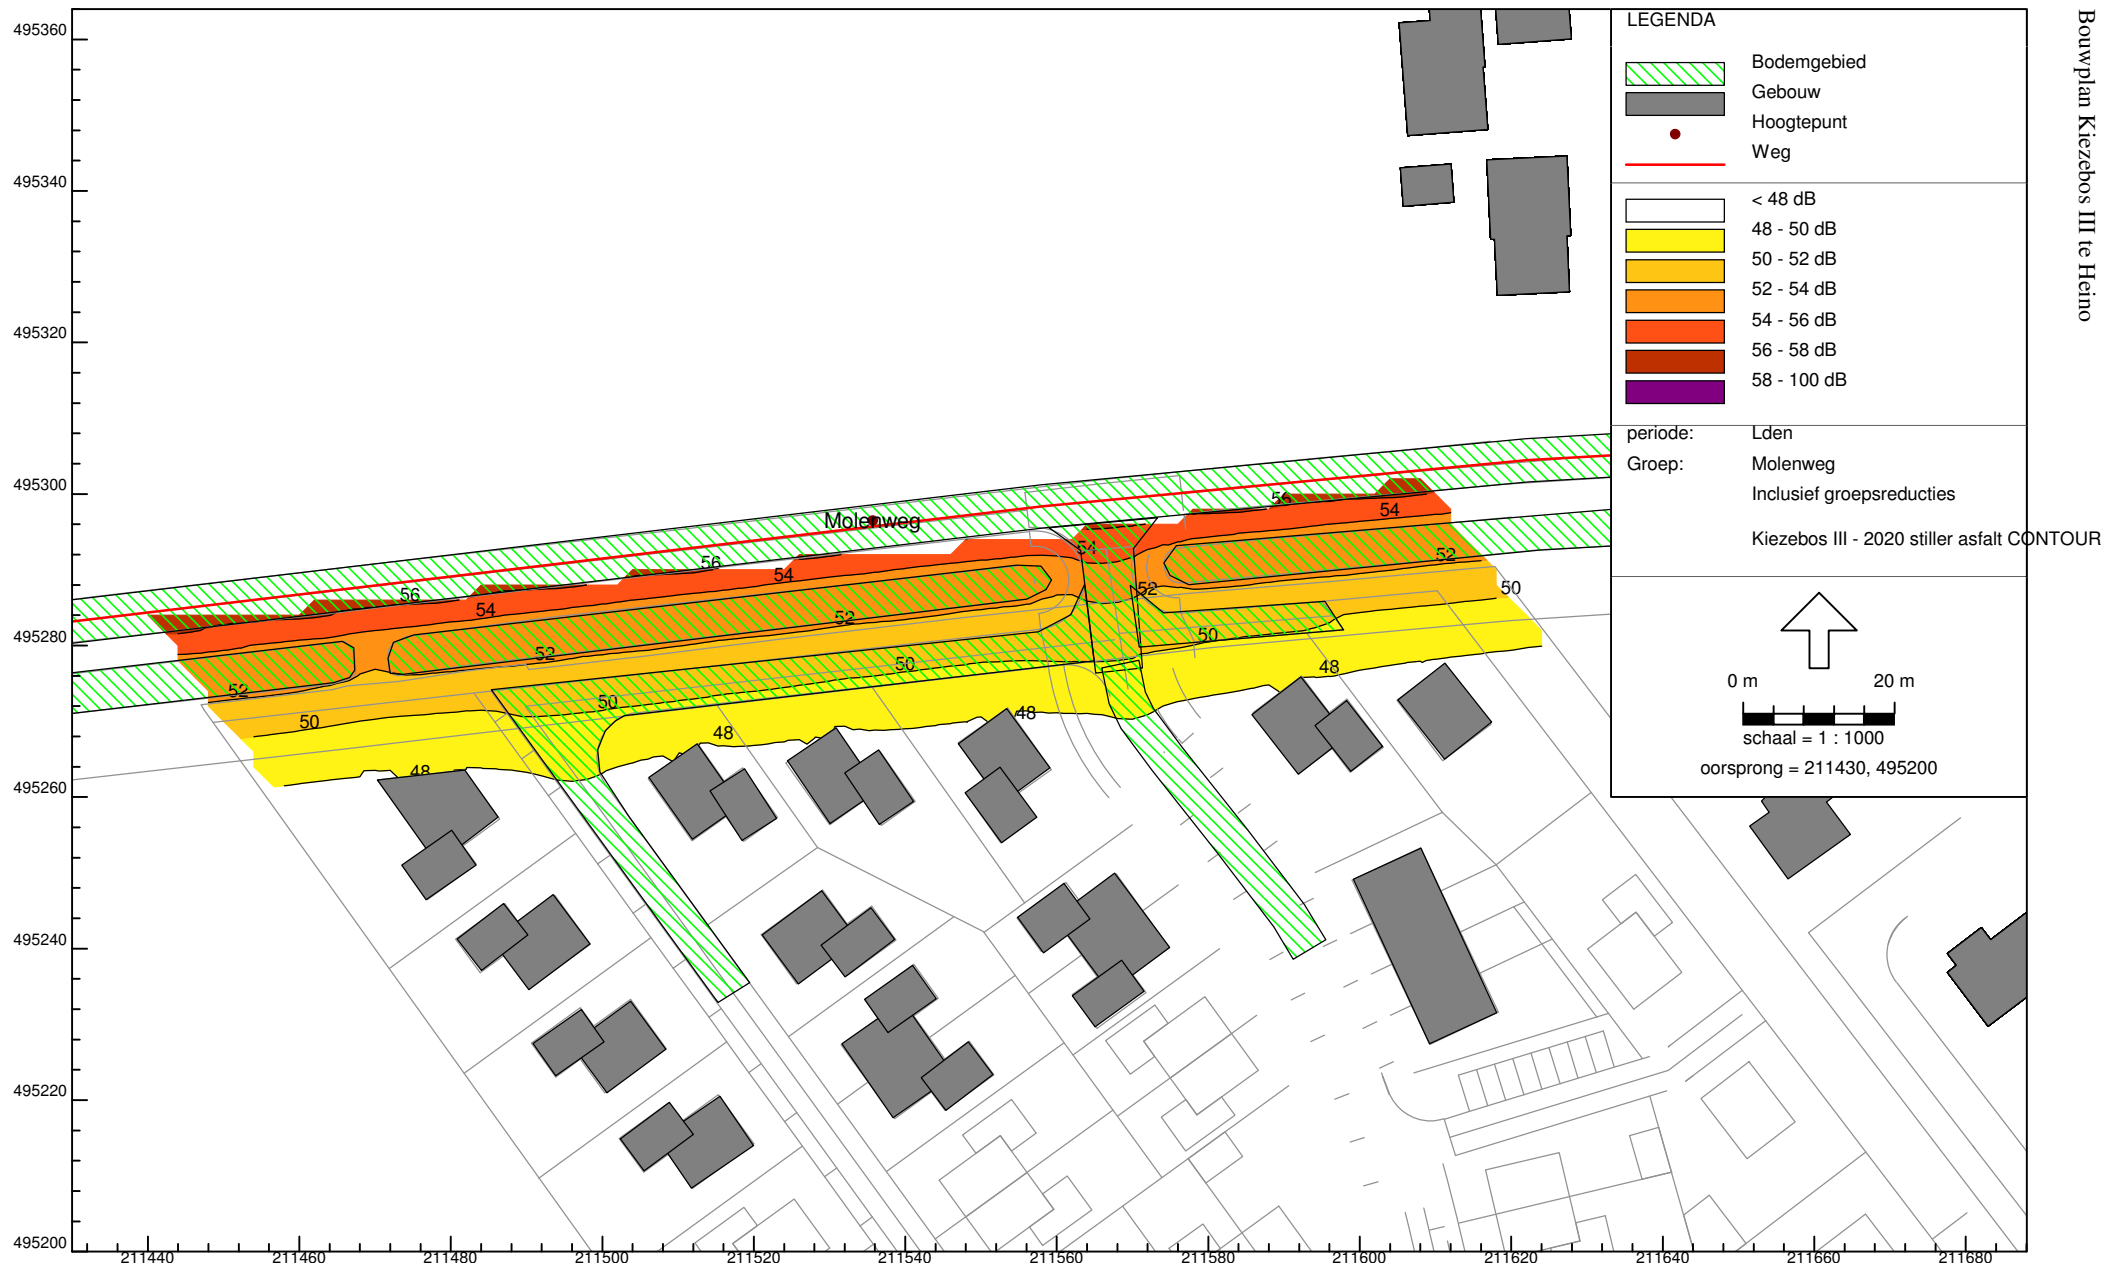 Bouwplan Kiezebos III te Heino
LEGENDA
Bodemgebied
Gebouw
Hoogtepunt
Weg
< 48 dB
48 - 50 dB
50 - 52 dB
52 - 54 dB
54 - 56 dB
56 - 58 dB
58 - 100 dB
periode: Lden
Groep: Molenweg
Inclusief groepsreducties
Kiezebos III - 2020 stiller asfalt CONTOUR
0 m 20 m
schaal = 1 : 1000
oorsprong = 211430, 495200
495360
495340
495320
495300
495280
495260
495240
495220
495200
211440 211460 211480 211500 211520 211540 211560 211580 211600 211620 211640 211660 211680
Molenweg
56
54
56
54
54
52
56
54
50
56
52
54
52
50
52
48
50
52
50
48
50
48
48